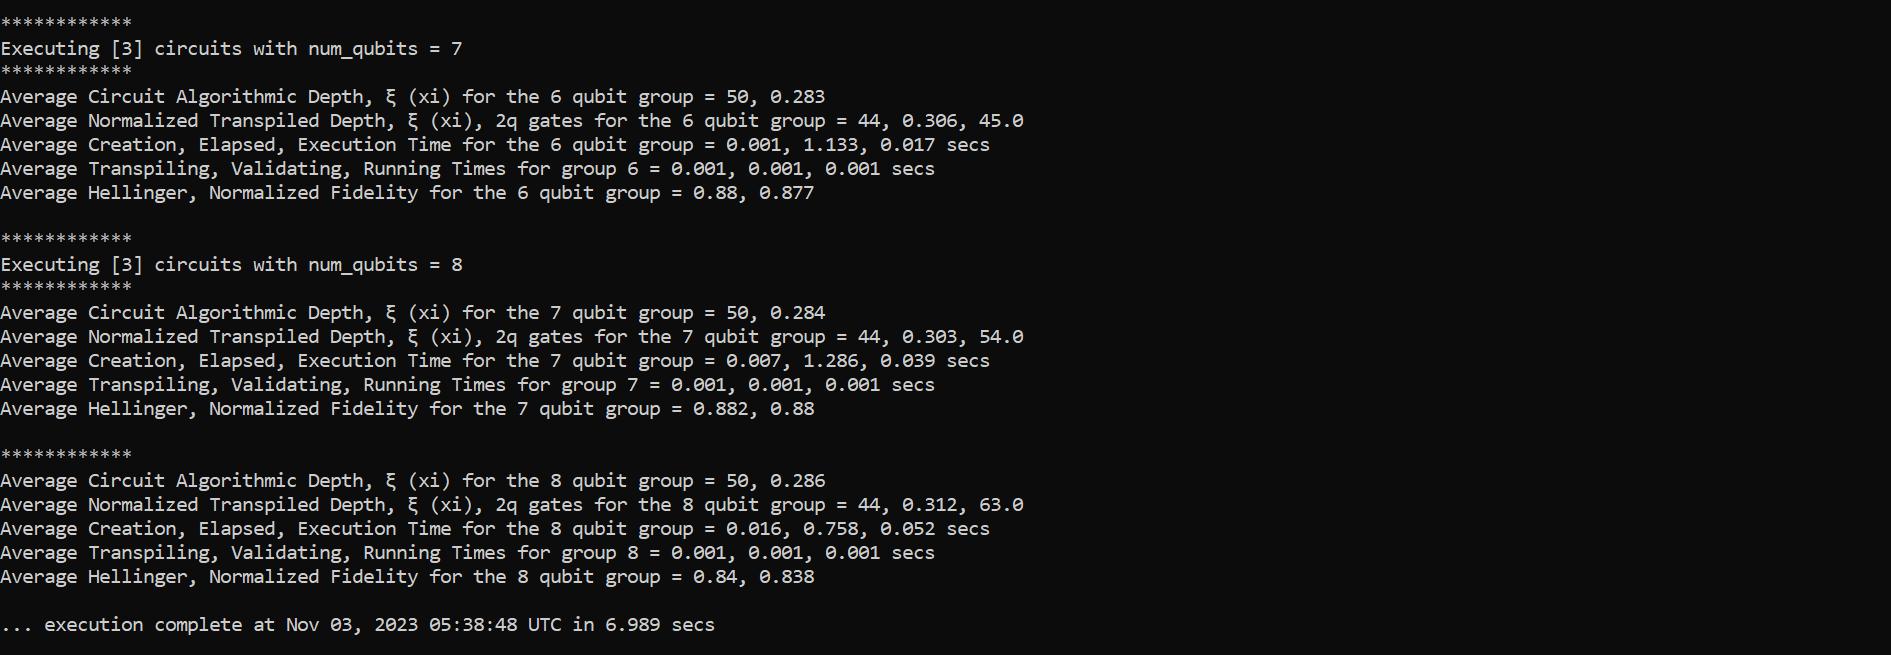 ************
Executing [3] circuits with num_qubits = 7
************
Average Circuit Algorithmic Depth, ξ (xi) for the 6 qubit group = 50, 0.283
Average Normalized Transpiled Depth, ξ (xi), 2q gates for the 6 qubit group = 44, 0.306, 45.0
Average Creation, Elapsed, Execution Time for the 6 qubit group = 0.001, 1.133, 0.017 secs
Average Transpiling, Validating, Running Times for group 6 = 0.001, 0.001, 0.001 secs
Average Hellinger, Normalized Fidelity for the 6 qubit group = 0.88, 0.877

************
Executing [3] circuits with num_qubits = 8
************
Average Circuit Algorithmic Depth, ξ (xi) for the 7 qubit group = 50, 0.284
Average Normalized Transpiled Depth, ξ (xi), 2q gates for the 7 qubit group = 44, 0.303, 54.0
Average Creation, Elapsed, Execution Time for the 7 qubit group = 0.007, 1.286, 0.039 secs
Average Transpiling, Validating, Running Times for group 7 = 0.001, 0.001, 0.001 secs
Average Hellinger, Normalized Fidelity for the 7 qubit group = 0.882, 0.88

************
Average Circuit Algorithmic Depth, ξ (xi) for the 8 qubit group = 50, 0.286
Average Normalized Transpiled Depth, ξ (xi), 2q gates for the 8 qubit group = 44, 0.312, 63.0
Average Creation, Elapsed, Execution Time for the 8 qubit group = 0.016, 0.758, 0.052 secs
Average Transpiling, Validating, Running Times for group 8 = 0.001, 0.001, 0.001 secs
Average Hellinger, Normalized Fidelity for the 8 qubit group = 0.84, 0.838

... execution complete at Nov 03, 2023 05:38:48 UTC in 6.989 secs